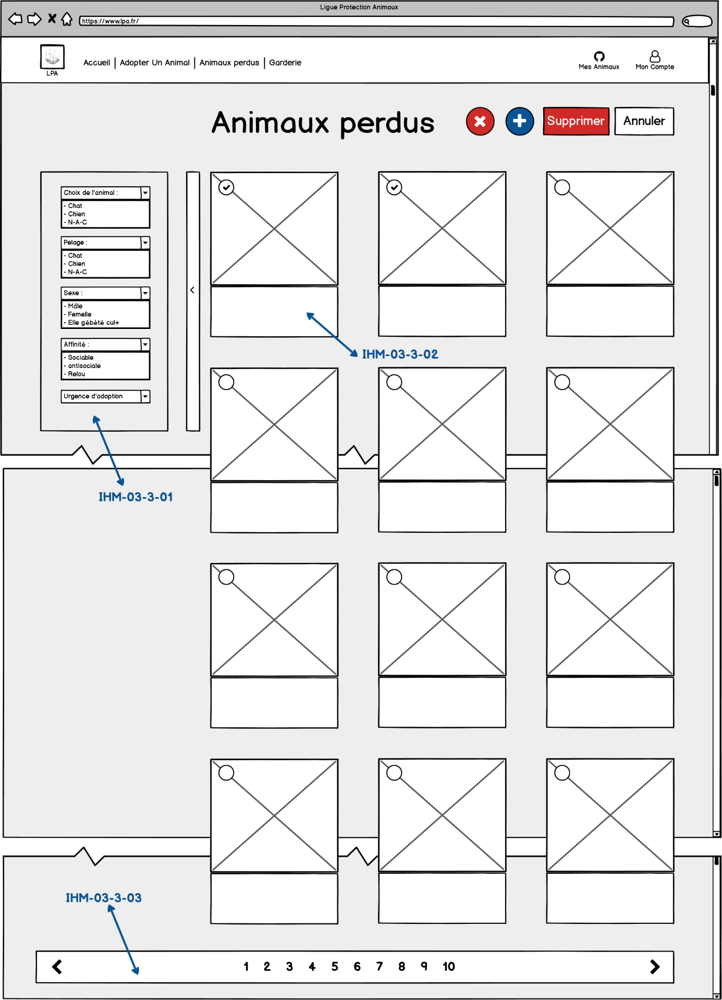 Ligue Protection Animaux
https://www.lpa.fr/
LPA
Accueil
Adopter Un Animal
Animaux perdus
Garderie
Mes Animaux
Mon Compte
Animaux perdus
Supprimer
Annuler
Choix de l'animal :
- Chat
- Chien
- N-A-C
Pelage :
- Chat
- Chien
- N-A-C
Sexe :
- Mâle
- Femelle
- Elle gébété cul+
Affinité :
- Sociable
- antisociale
- Relou
Urgence d'adoption
IHM-03-3-02
IHM-03-3-01
IHM-03-3-03
1 2 3 4 5 6 7 8 9 10